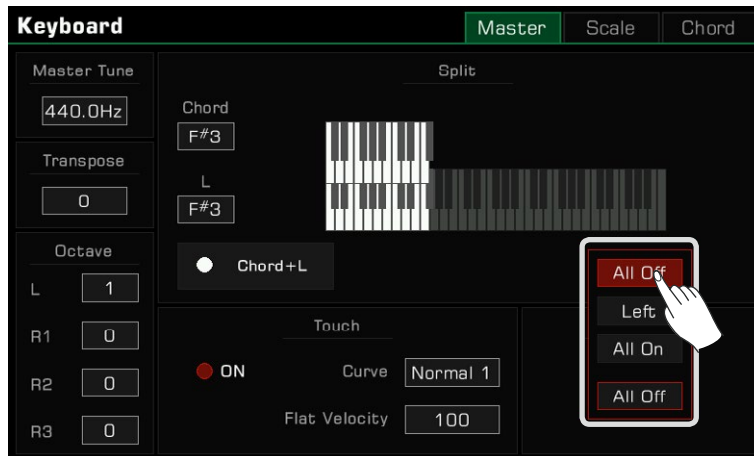 Keyboard
Master
Scale
Chord
Master Tune
440.0Hz
Transpose
0
Octave
L 1
R1 0
R2 0
R3 0
Split
Chord
F#3
L
F#3
Chord+L
Touch
ON
Curve Normal 1
Flat Velocity 100
All Off
Left
All On
All Off